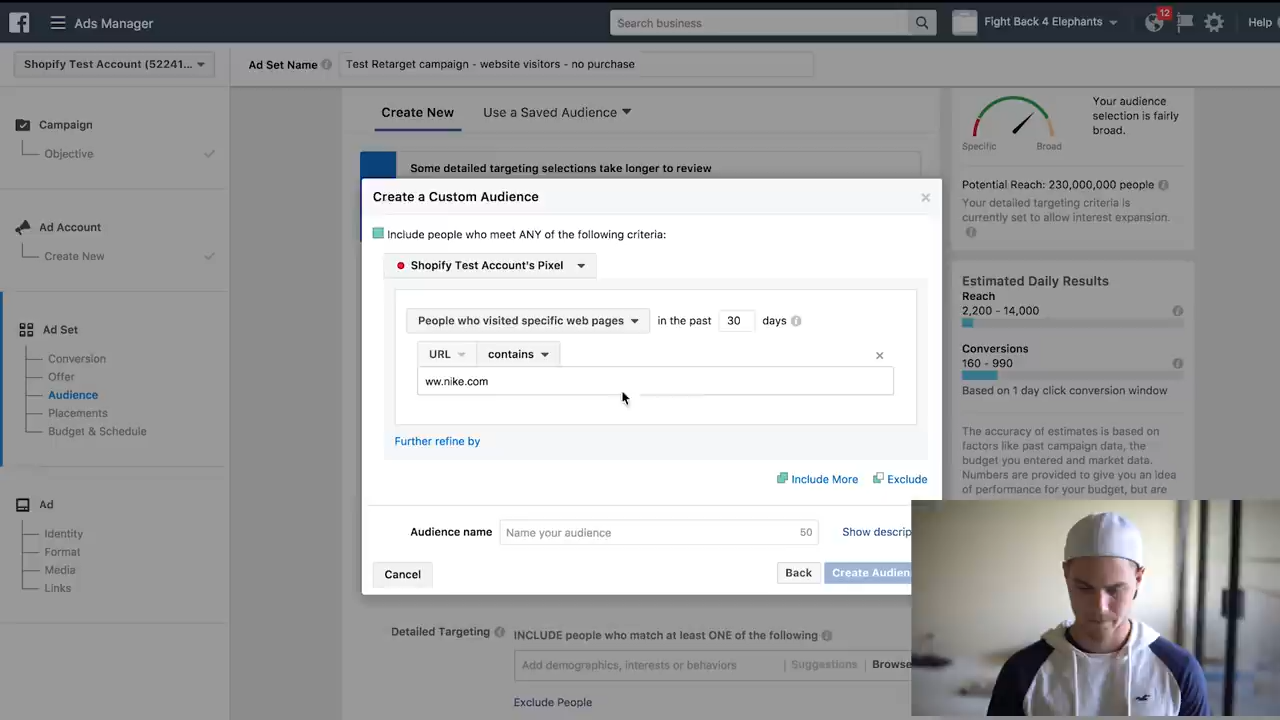 Ads Manager
Search business
12
Fight Back 4 Elephants
Help
Shopify Test Account (52241...
Ad Set Name
Test Retarget campaign - website visitors - no purchase
Campaign
Objective
Ad Account
Create New
Ad Set
Conversion
Offer
Audience
Placements
Budget & Schedule
Ad
Identity
Format
Media
Links
Create New
Use a Saved Audience
Some detailed targeting selections take longer to review
Create a Custom Audience
Include people who meet ANY of the following criteria:
Shopify Test Account's Pixel
People who visited specific web pages in the past 30 days
URL contains
ww.nike.com
Further refine by
Include More Exclude
Audience name Name your audience 50 Show descrip
Cancel Back Create Audien
Detailed Targeting INCLUDE people who match at least ONE of the following
Add demographics, interests or behaviors Suggestions Browse
Exclude People
Specific Broad
Your audience
selection is fairly
broad.
Potential Reach: 230,000,000 people
Your detailed targeting criteria is
currently set to allow interest expansion.
Estimated Daily Results
Reach
2,200 - 14,000
Conversions
160 - 990
Based on 1 day click conversion window
The accuracy of estimates is based on
factors like past campaign data, the
budget you entered and market data.
Numbers are provided to give you an idea
of performance for your budget, but are